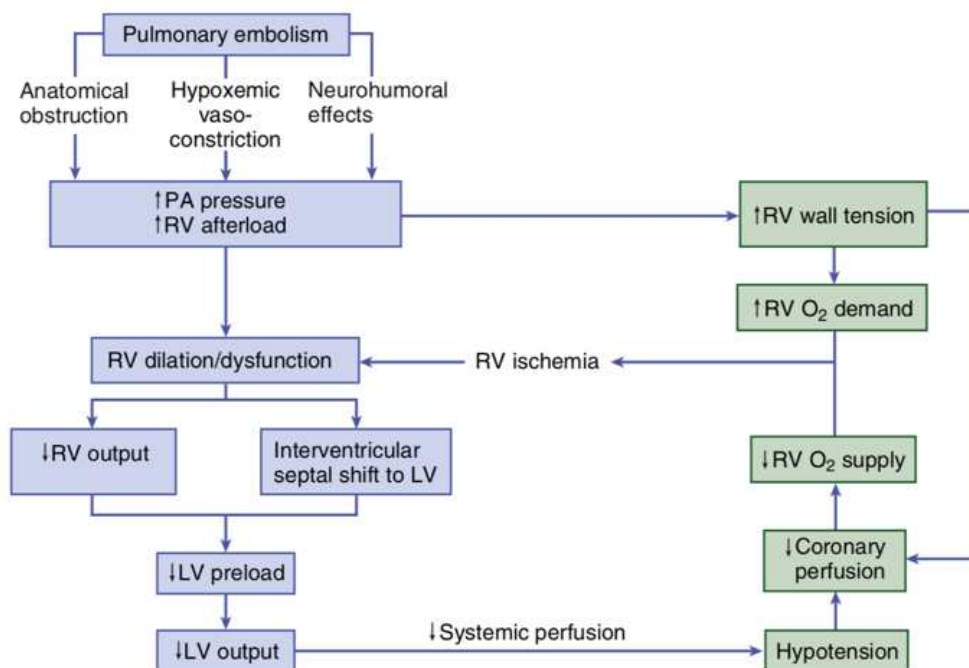 Pulmonary embolism
Anatomical
obstruction
Hypoxemic
vaso-
constriction
Neurohumoral
effects
↑PA pressure
↑RV afterload
↑RV wall tension
↑RV O₂ demand
RV dilation/dysfunction
RV ischemia
↓RV output
Interventricular
septal shift to LV
↓RV O₂ supply
↓LV preload
↓Coronary
perfusion
↓LV output
↓Systemic perfusion
Hypotension